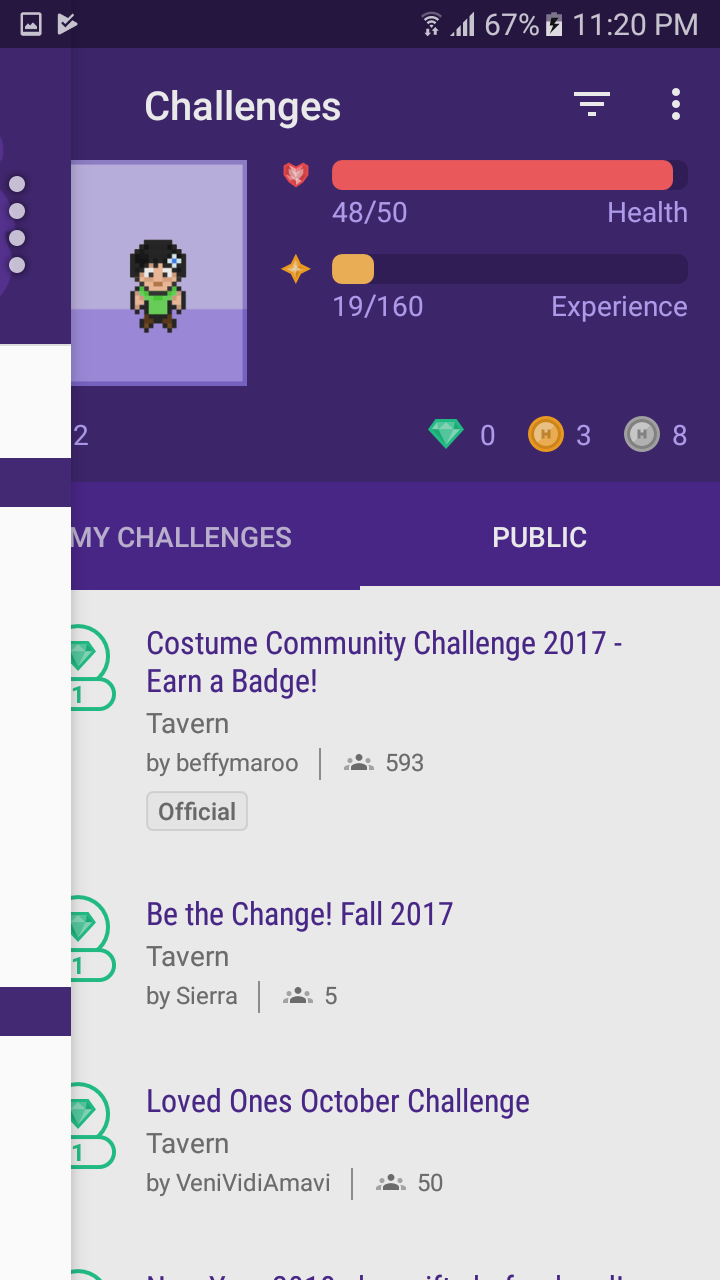 67% 11:20 PM
Challenges
48/50 Health
19/160 Experience
2 0 H 3 H 8
MY CHALLENGES PUBLIC
Costume Community Challenge 2017 -
Earn a Badge!
1
Tavern
by beffymaroo 593
Official
Be the Change! Fall 2017
Tavern
1
by Sierra 5
Loved Ones October Challenge
Tavern
1
by VeniVidiAmavi 50